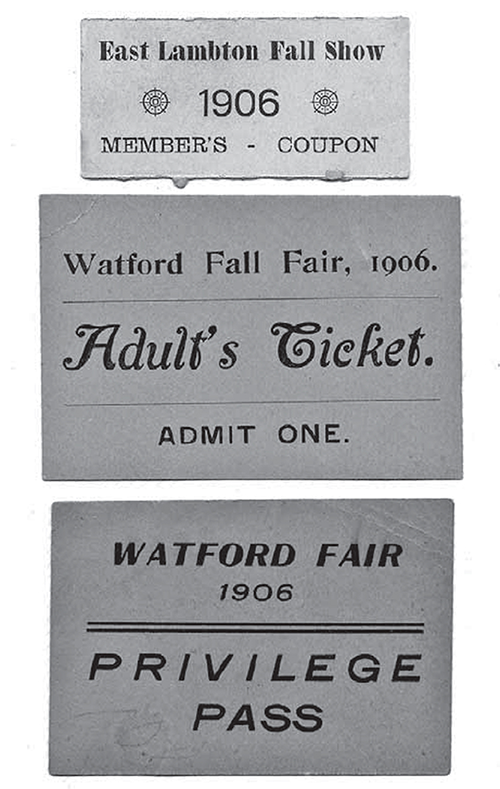 East Lambton Fall Show
1906
MEMBER'S - COUPON
Watford Fall Fair, 1906.
Adult's Ticket.
ADMIT ONE.
WATFORD FAIR
1906
PRIVILEGE
PASS